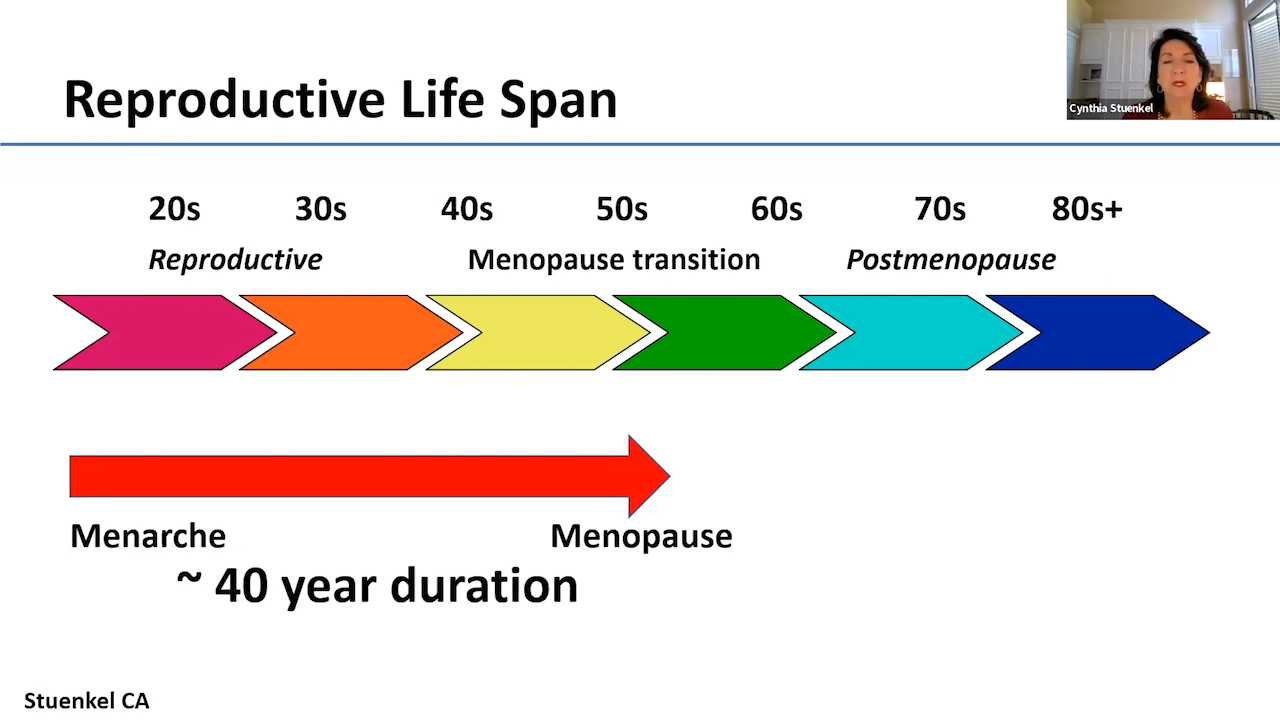 Cynthia Stuenkel
Reproductive Life Span
20s 30s 40s 50s 60s 70s 80s+
Reproductive Menopause transition Postmenopause
Menarche Menopause
~ 40 year duration
Stuenkel CA